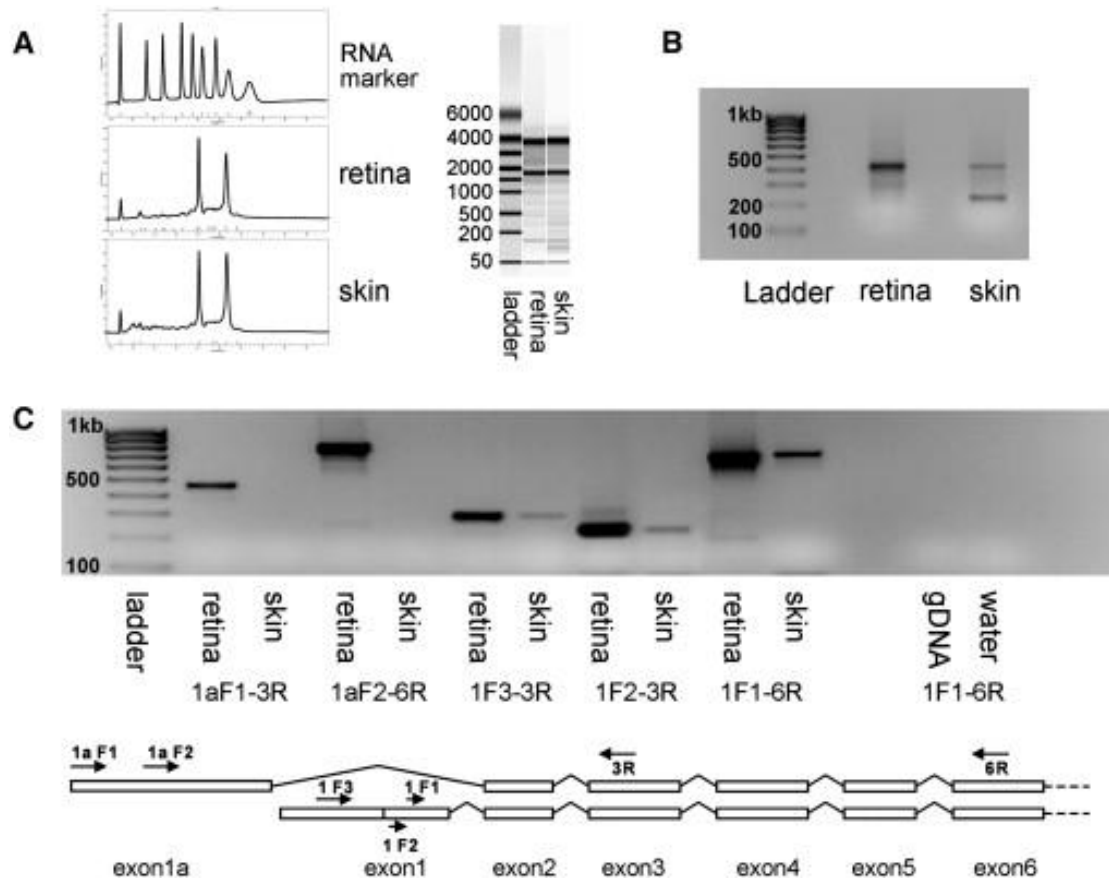 A
RNA
marker
retina
skin
6000
4000
2000
1000
500
200
50
ladder
retina
skin
B
1kb
500
200
100
Ladder retina skin
C
1kb
500
100
ladder
retina
skin
retina
skin
retina
skin
retina
skin
retina
skin
gDNA
water
1aF1-3R 1aF2-6R 1F3-3R 1F2-3R 1F1-6R 1F1-6R
1a F1 1a F2
3R 6R
1 F3 1 F1
1 F2
exon1a exon1 exon2 exon3 exon4 exon5 exon6